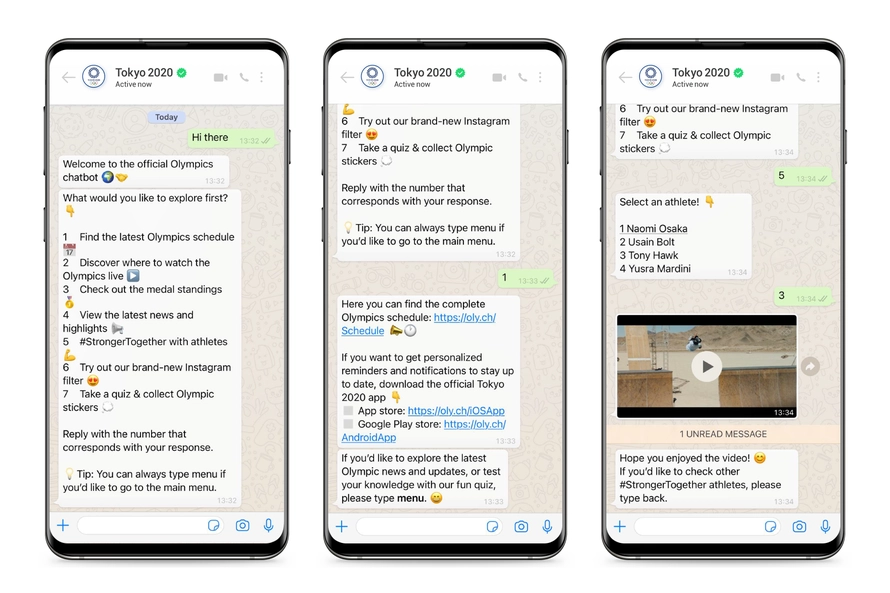 Tokyo 2020
Active now
Today
Hi there
13:32
Welcome to the official Olympics
chatbot 🌍🤝
13:32
What would you like to explore first?
👇
1 Find the latest Olympics schedule
📅
2 Discover where to watch the
Olympics live ▶️
3 Check out the medal standings
🏅
4 View the latest news and
highlights 📢
5 #StrongerTogether with athletes
💪
6 Try out our brand-new Instagram
filter 😍
7 Take a quiz & collect Olympic
stickers 💭
Reply with the number that
corresponds with your response.
💡Tip: You can always type menu if
you'd like to go to the main menu.
13:32
Tokyo 2020
Active now
💪
6 Try out our brand-new Instagram
filter 😍
7 Take a quiz & collect Olympic
stickers 💭
Reply with the number that
corresponds with your response.
💡Tip: You can always type menu if
you'd like to go to the main menu.
13:32
1
13:33
Here you can find the complete
Olympics schedule: https://oly.ch/
Schedule 📣🕐
If you want to get personalized
reminders and notifications to stay up
to date, download the official Tokyo
2020 app 👇
App store: https://oly.ch/iOSApp
Google Play store: https://oly.ch/
AndroidApp
13:33
If you'd like to explore the latest
Olympic news and updates, or test
your knowledge with our fun quiz,
please type menu. 😄
13:33
Tokyo 2020
Active now
6 Try out our brand-new Instagram
filter 😍
7 Take a quiz & collect Olympic
stickers 💭
13:34
5
13:34
Select an athlete! 👇
1 Naomi Osaka
2 Usain Bolt
3 Tony Hawk
4 Yusra Mardini
13:34
3
13:34
13:34
1 UNREAD MESSAGE
Hope you enjoyed the video! 😊
If you'd like to check other
#StrongerTogether athletes, please
type back.
13:34